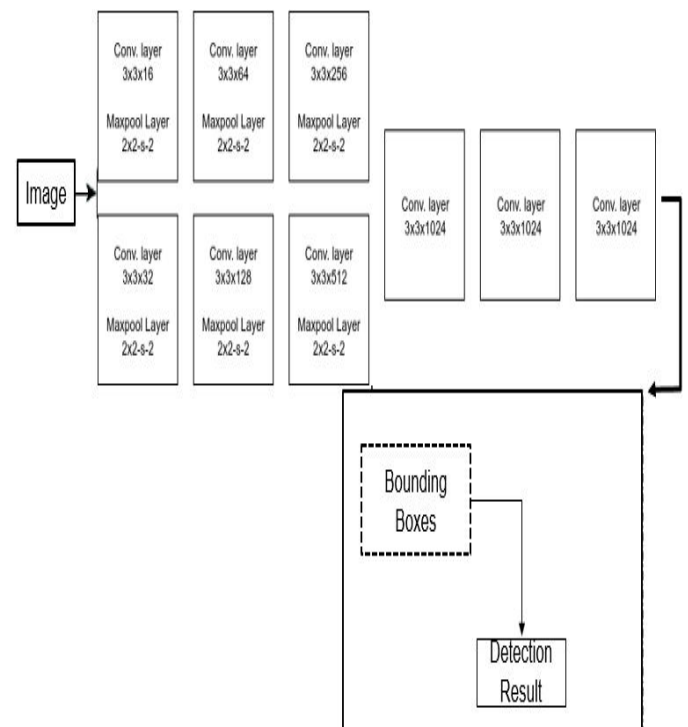 Conv. layer
3x3x16
Maxpool Layer
2x2-s-2
Conv. layer
3x3x64
Maxpool Layer
2x2-s-2
Conv. layer
3x3x256
Maxpool Layer
2x2-s-2
Image
Conv. layer
3x3x32
Maxpool Layer
2x2-s-2
Conv. layer
3x3x128
Maxpool Layer
2x2-s-2
Conv. layer
3x3x512
Maxpool Layer
2x2-s-2
Conv. layer
3x3x1024
Conv. layer
3x3x1024
Conv. layer
3x3x1024
Bounding
Boxes
Detection
Result